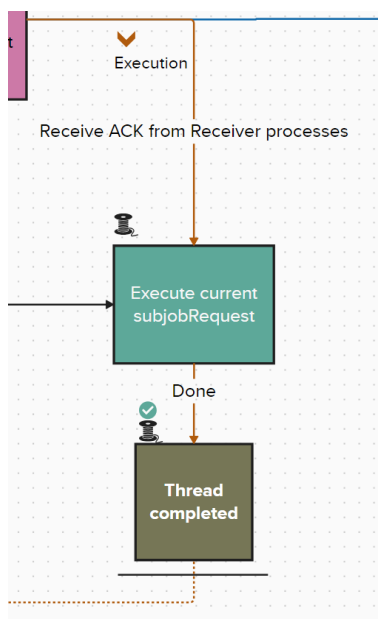 t
Execution
Receive ACK from Receiver processes
Execute current
subjobRequest
Done
Thread
completed